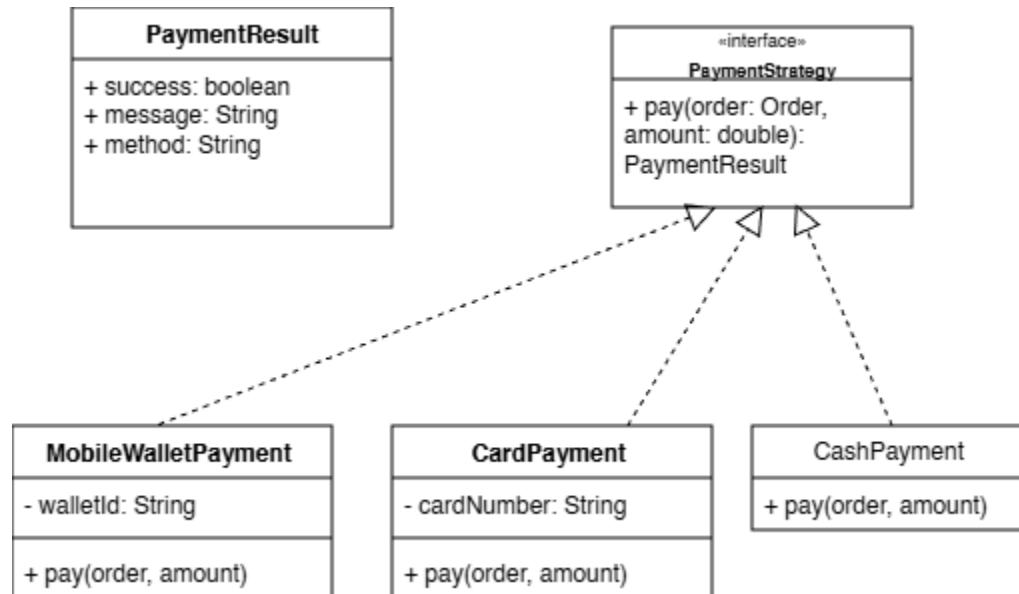 PaymentResult
+ success: boolean
+ message: String
+ method: String
«interface»
PaymentStrategy
+ pay(order: Order,
amount: double):
PaymentResult
MobileWalletPayment
- walletId: String
+ pay(order, amount)
CardPayment
- cardNumber: String
+ pay(order, amount)
CashPayment
+ pay(order, amount)